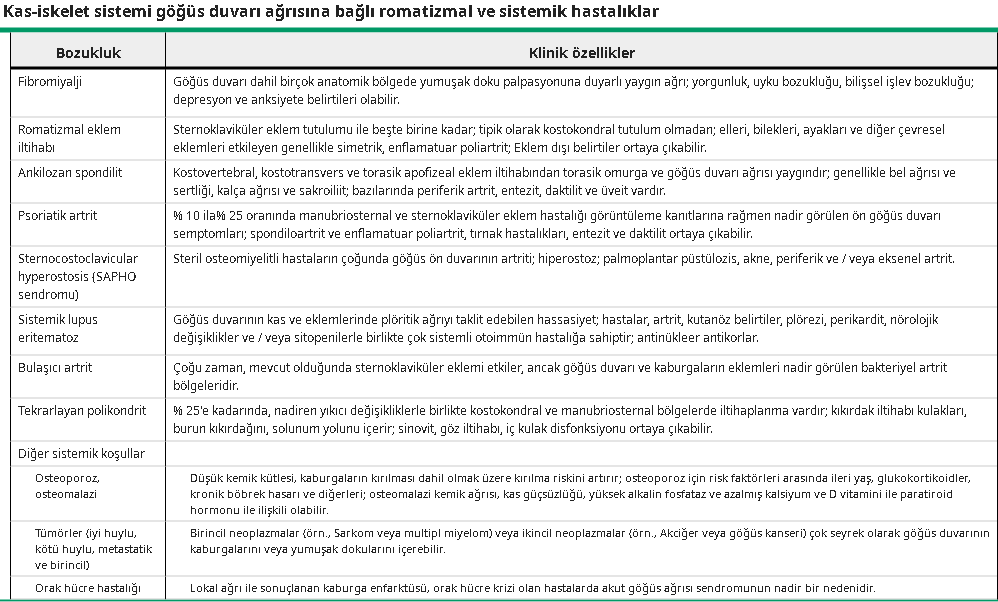 Kas-iskelet sistemi göğüs duvarı ağrısına bağlı romatizmal ve sistemik hastalıklar
Bozukluk
Klinik özellikler
Fibromiyalji
Göğüs duvarı dahil birçok anatomik bölgede yumuşak doku palpasyonuna duyarlı yaygın ağrı; yorgunluk, uyku bozukluğu, bilişsel işlev bozukluğu;
depresyon ve anksiyete belirtileri olabilir.
Romatizmal eklem
iltihabı
Sternoklaviküler eklem tutulumu ile beşte birine kadar; tipik olarak kostokondral tutulum olmadan; elleri, bilekleri, ayakları ve diğer çevresel
eklemleri etkileyen genellikle simetrik, enflamatuar poliartrit; Eklem dışı belirtiler ortaya çıkabilir.
Ankilozan spondilit
Kostovertebral, kostotransvers ve torasik apofizeal eklem iltihabından torasik omurga ve göğüs duvarı ağrısı yaygındır; genellikle bel ağrısı ve
sertliği, kalça ağrısı ve sakroiliit; bazılarında periferik artrit, entezit, daktilit ve üveit vardır.
Psoriatik artrit
% 10 ila% 25 oranında manubriosternal ve sternoklaviküler eklem hastalığı görüntüleme kanıtlarına rağmen nadir görülen ön göğüs duvarı
semptomları; spondiloartrit ve enflamatuar poliartrit, tırnak hastalıkları, entezit ve daktilit ortaya çıkabilir.
Sternocostoclavicular
hyperostosis (SAPHO
sendromu)
Steril osteomiyelitli hastaların çoğunda göğüs ön duvarının artriti; hiperostoz; palmoplantar püstülozis, akne, periferik ve / veya eksenel artrit.
Sistemik lupus
eritematoz
Göğüs duvarının kas ve eklemlerinde plöritik ağrıyı taklit edebilen hassasiyet; hastalar, artrit, kutanöz belirtiler, plörezi, perikardit, nörolojik
değişiklikler ve / veya sitopenilerle birlikte çok sistemli otoimmün hastalığa sahiptir; antinükleer antikorlar.
Bulaşıcı artrit
Çoğu zaman, mevcut olduğunda sternoklaviküler eklemi etkiler, ancak göğüs duvarı ve kaburgaların eklemleri nadir görülen bakteriyel artrit
bölgeleridir.
Tekrarlayan polikondrit
% 25'e kadarında, nadiren yıkıcı değişikliklerle birlikte kostokondral ve manubriosternal bölgelerde iltihaplanma vardır; kıkırdak iltihabı kulakları,
burun kıkırdağını, solunum yolunu içerir; sinovit, göz iltihabı, iç kulak disfonksiyonu ortaya çıkabilir.
Diğer sistemik koşullar
Osteoporoz,
osteomalazi
Düşük kemik kütlesi, kaburgaların kırılması dahil olmak üzere kırılma riskini artırır; osteoporoz için risk faktörleri arasında ileri yaş, glukokortikoidler,
kronik böbrek hasarı ve diğerleri; osteomalazi kemik ağrısı, kas güçsüzlüğü, yüksek alkalin fosfataz ve azalmış kalsiyum ve D vitamini ile paratiroid
hormonu ile ilişkili olabilir.
Tümörler (iyi huylu,
kötü huylu, metastatik
ve birincil)
Birincil neoplazmalar (örn., Sarkom veya multipl miyelom) veya ikincil neoplazmalar (örn., Akciğer veya göğüs kanseri) çok seyrek olarak göğüs duvarının
kaburgalarını veya yumuşak dokularını içerebilir.
Orak hücre hastalığı
Lokal ağrı ile sonuçlanan kaburga enfarktüsü, orak hücre krizi olan hastalarda akut göğüs ağrısı sendromunun nadir bir nedenidir.